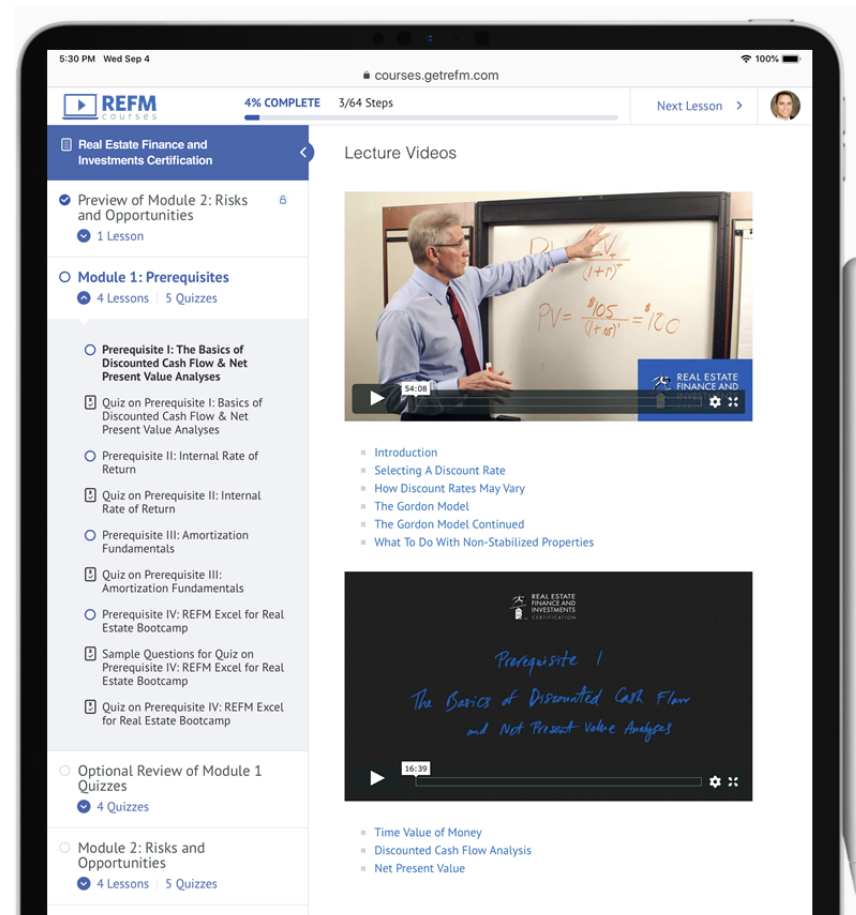 5:30 PM Wed Sep 4
100%
courses.getrefm.com
REFM
courses
4% COMPLETE
3/64 Steps
Next Lesson
Real Estate Finance and
Investments Certification
Preview of Module 2: Risks
and Opportunities
1 Lesson
Module 1: Prerequisites
4 Lessons | 5 Quizzes
Prerequisite I: The Basics of
Discounted Cash Flow & Net
Present Value Analyses
Quiz on Prerequisite I: Basics of
Discounted Cash Flow & Net
Present Value Analyses
Prerequisite II: Internal Rate of
Return
Quiz on Prerequisite II: Internal
Rate of Return
Prerequisite III: Amortization
Fundamentals
Quiz on Prerequisite III:
Amortization Fundamentals
Prerequisite IV: REFM Excel for Real
Estate Bootcamp
Sample Questions for Quiz on
Prerequisite IV: REFM Excel for Real
Estate Bootcamp
Quiz on Prerequisite IV: REFM Excel
for Real Estate Bootcamp
Optional Review of Module 1
Quizzes
4 Quizzes
Module 2: Risks and
Opportunities
4 Lessons | 5 Quizzes
Lecture Videos
(1+r)
PV = $105 = $100
REAL ESTATE
FINANCE AND
INVESTMENTS
54:08
Introduction
Selecting A Discount Rate
How Discount Rates May Vary
The Gordon Model
The Gordon Model Continued
What To Do With Non-Stabilized Properties
REAL ESTATE
FINANCE AND
INVESTMENTS
CERTIFICATION
Prerequisite 1
The Basics of Discounted Cash Flow
and Net Present Value Analyses
16:39
Time Value of Money
Discounted Cash Flow Analysis
Net Present Value